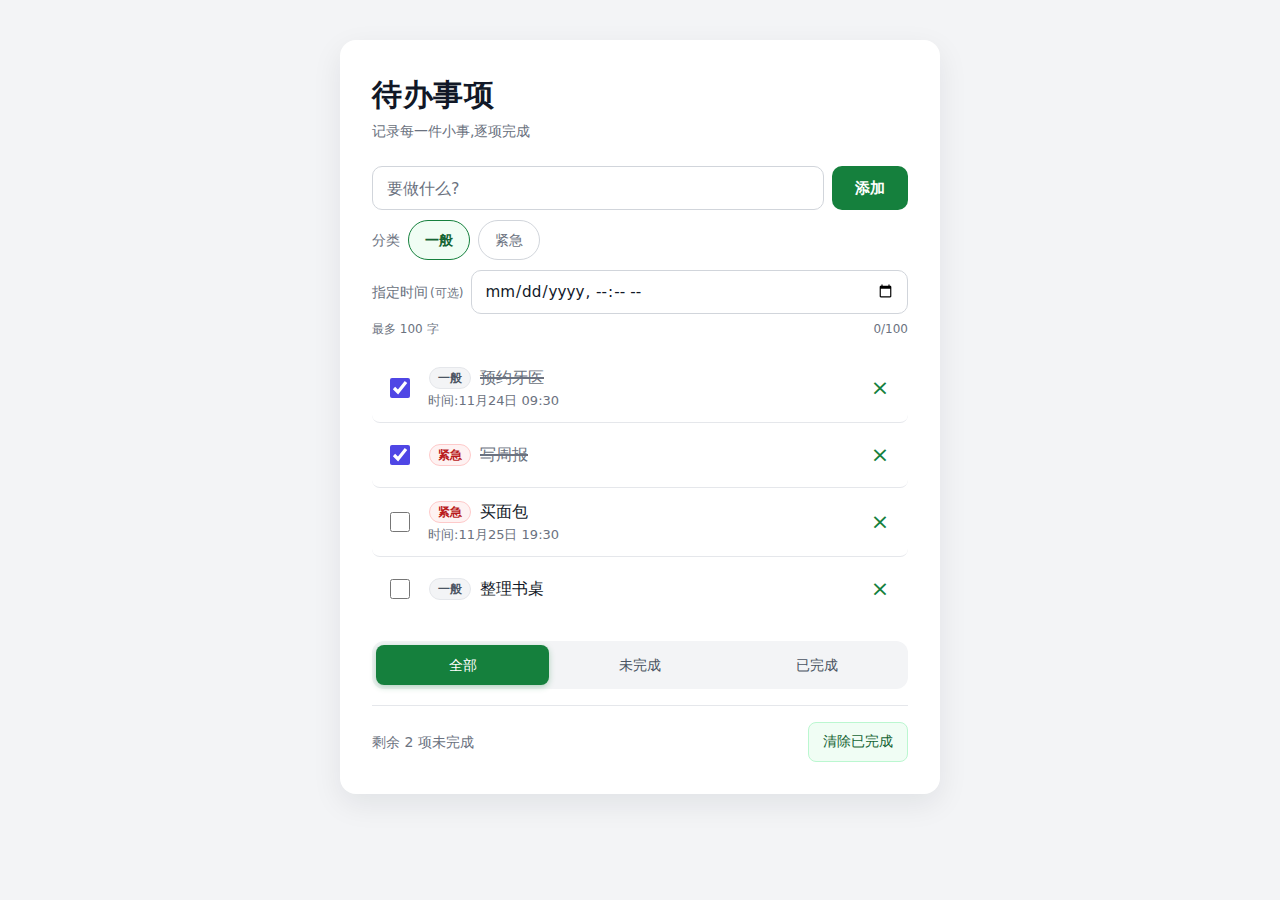 待办事项
记录每一件小事,逐项完成
要做什么?
添加
分类 一般 紧急
指定时间 (可选) mm/dd/yyyy, --:-- --
最多 100 字 0/100
一般 预约牙医 ×
时间:11月24日 09:30
紧急 写周报 ×
紧急 买面包 ×
时间:11月25日 19:30
一般 整理书桌 ×
全部 未完成 已完成
剩余 2 项未完成 清除已完成